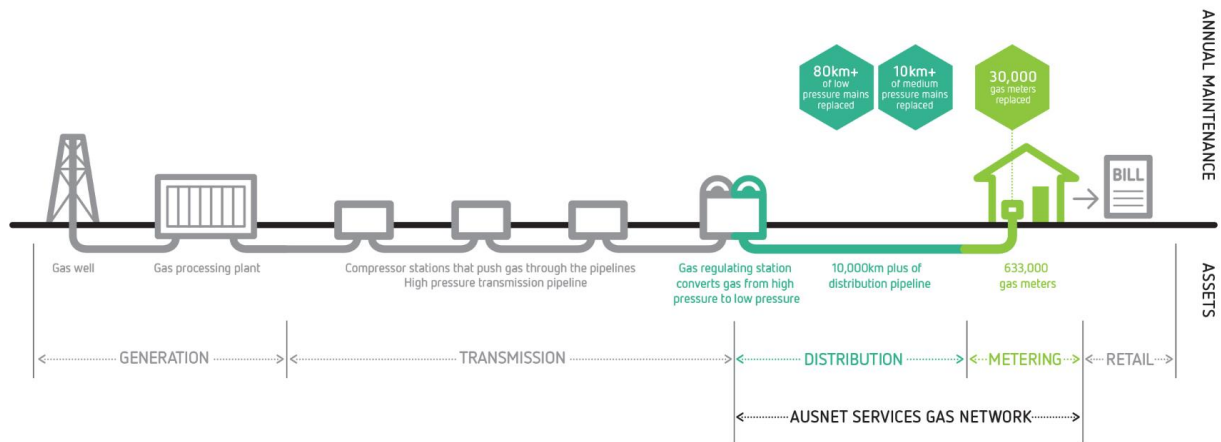 ANNUAL MAINTENANCE
80km+
of low
pressure mains
replaced
10km+
of medium
pressure mains
replaced
30,000
gas meters
replaced
BILL
ASSETS
Gas well
Gas processing plant
Compressor stations that push gas through the pipelines
High pressure transmission pipeline
Gas regulating station
converts gas from high
pressure to low pressure
10,000km plus of
distribution pipeline
633,000
gas meters
GENERATION
TRANSMISSION
DISTRIBUTION
METERING
RETAIL
AUSNET SERVICES GAS NETWORK